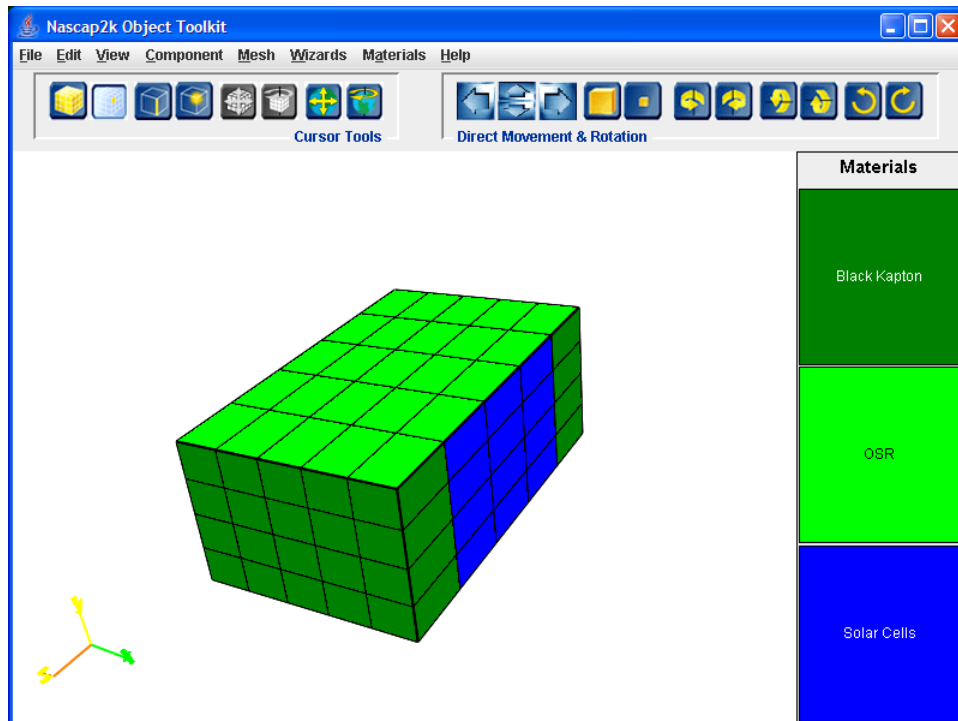 Nascap2k Object Toolkit
File Edit View Component Mesh Wizards Materials Help
Cursor Tools
Direct Movement & Rotation
Materials
Black Kapton
OSR
Solar Cells